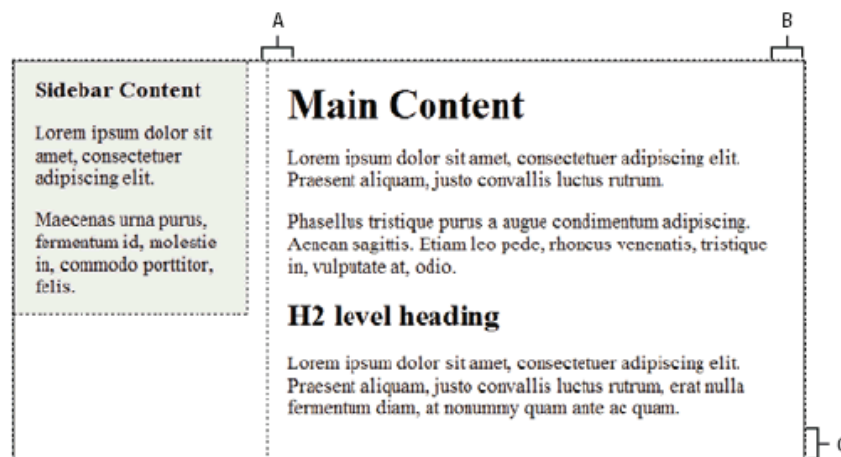 A
B
Sidebar Content
Lorem ipsum dolor sit
amet, consectetuer
adipiscing elit.
Maecenas urna purus,
fermentum id, molestie
in, commodo porttitor,
felis.
Main Content
Lorem ipsum dolor sit amet, consectetuer adipiscing elit.
Praesent aliquam, justo convallis luctus rutrum.
Phasellus tristique purus a augue condimentum adipiscing.
Aenean sagittis. Etiam leo pede, rhoncus venenatis, tristique
in, vulputate at, odio.
H2 level heading
Lorem ipsum dolor sit amet, consectetuer adipiscing elit.
Praesent aliquam, justo convallis luctus rutrum, erat nulla
fermentum diam, at nonummy quam ante ac quam.